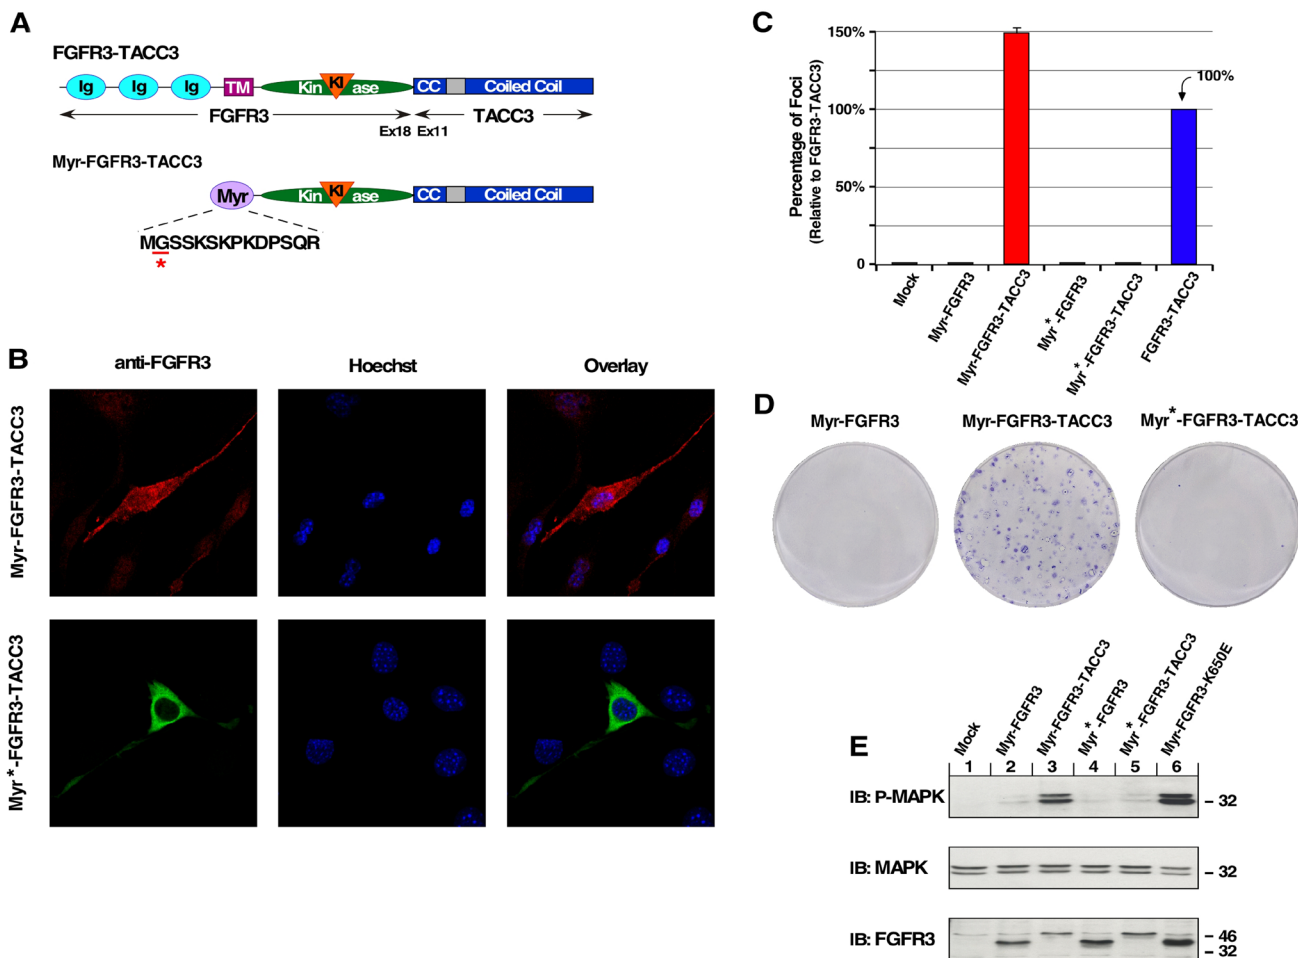 A
FGFR3-TACC3
Ig Ig Ig TM Kin KI ase CC Coiled Coil
FGFR3 TACC3
Ex18 Ex11
Myr-FGFR3-TACC3
Myr Kin KI ase CC Coiled Coil
MGSSKSKPKDPSQR
*
B
anti-FGFR3 Hoechst Overlay
Myr-FGFR3-TACC3
Myr*-FGFR3-TACC3
C
Percentage of Foci
(Relative to FGFR3-TACC3)
150%
100%
50%
0
100%
Mock
Myr-FGFR3
Myr-FGFR3-TACC3
Myr*-FGFR3
Myr*-FGFR3-TACC3
FGFR3-TACC3
D
Myr-FGFR3 Myr-FGFR3-TACC3 Myr*-FGFR3-TACC3
E
Mock
Myr-FGFR3
Myr-FGFR3-TACC3
Myr*-FGFR3
Myr*-FGFR3-TACC3
Myr-FGFR3-K650E
1 2 3 4 5 6
IB: P-MAPK - 32
IB: MAPK - 32
IB: FGFR3 - 46
- 32